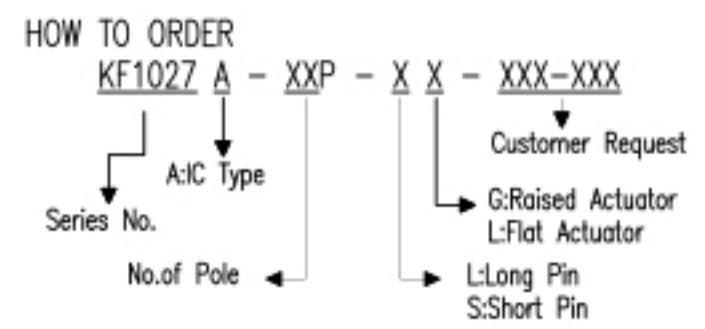 HOW TO ORDER
KF1027 A - XXP - X X - XXX-XXX
Customer Request
A:IC Type
G:Raised Actuator
Series No.
L:Flat Actuator
No.of Pole
L:Long Pin
S:Short Pin